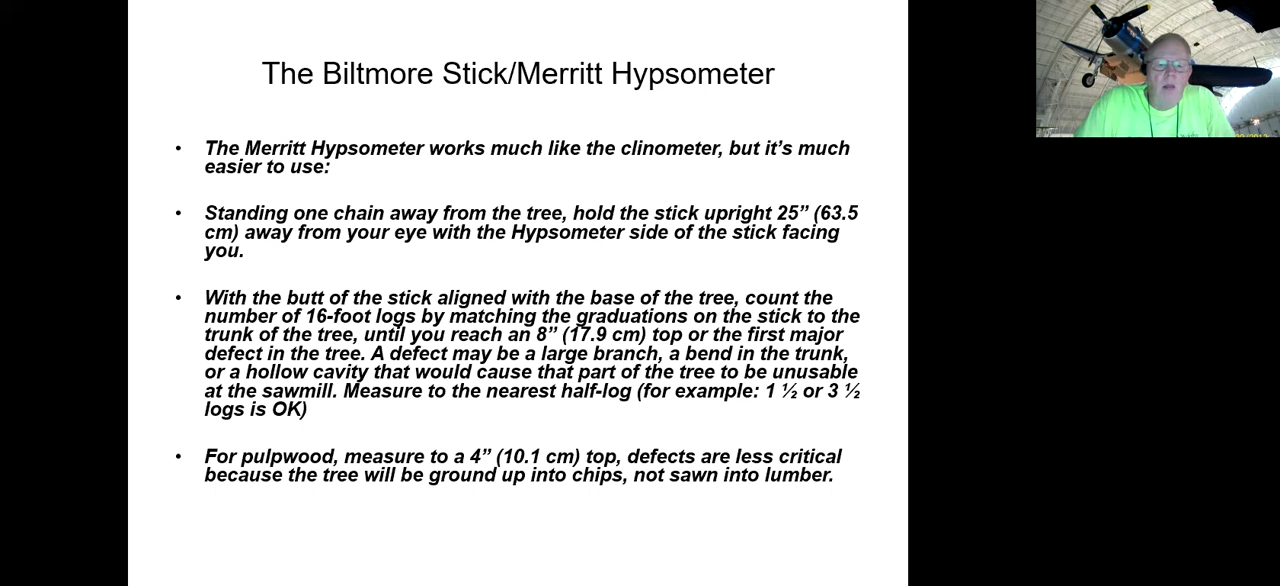 The Biltmore Stick/Merritt Hypsometer
• The Merritt Hypsometer works much like the clinometer, but it’s much
easier to use:
• Standing one chain away from the tree, hold the stick upright 25” (63.5
cm) away from your eye with the Hypsometer side of the stick facing
you.
• With the butt of the stick aligned with the base of the tree, count the
number of 16-foot logs by matching the graduations on the stick to the
trunk of the tree, until you reach an 8” (17.9 cm) top or the first major
defect in the tree. A defect may be a large branch, a bend in the trunk,
or a hollow cavity that would cause that part of the tree to be unusable
at the sawmill. Measure to the nearest half-log (for example: 1 ½ or 3 ½
logs is OK)
• For pulpwood, measure to a 4” (10.1 cm) top, defects are less critical
because the tree will be ground up into chips, not sawn into lumber.